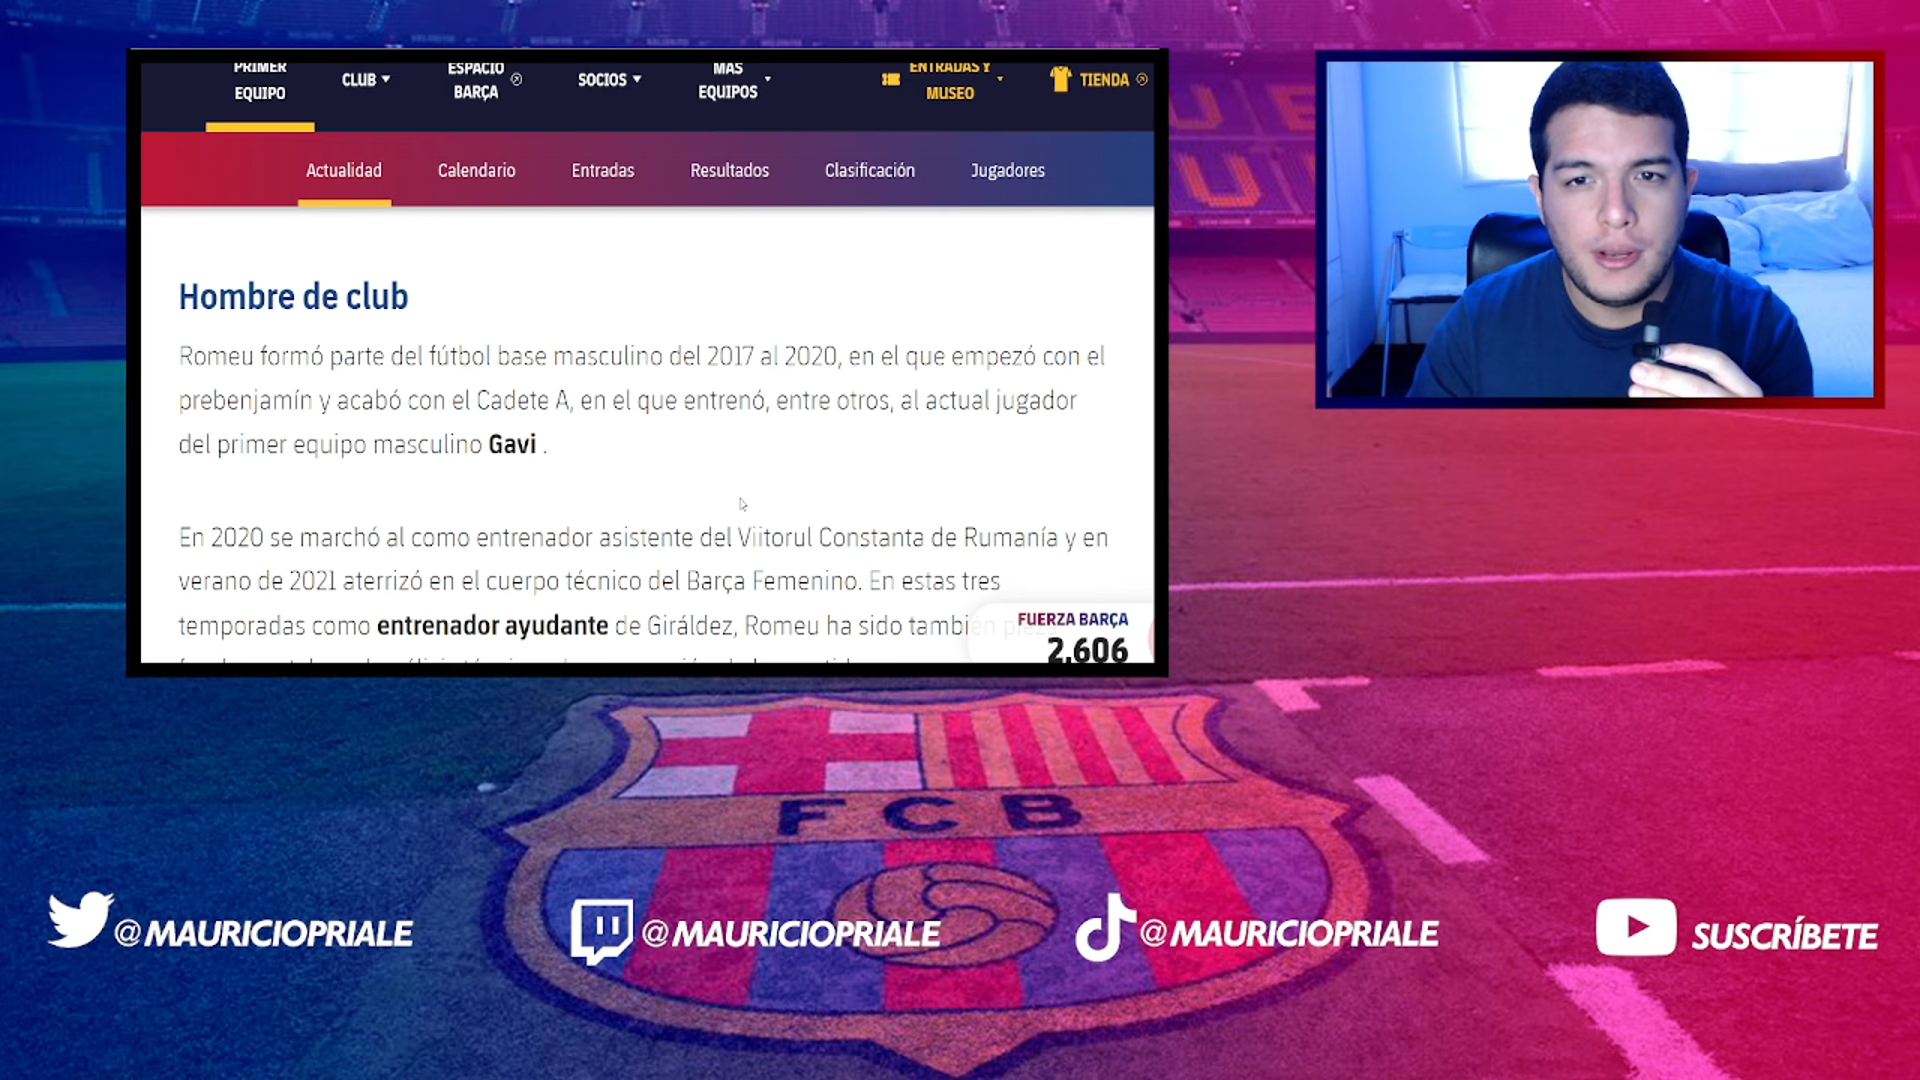 PRIMER
EQUIPO
CLUB
ESPACIO
BARÇA
SOCIOS
MAS
EQUIPOS
ENTRADAS Y
MUSEO
TIENDA
Actualidad
Calendario
Entradas
Resultados
Clasificación
Jugadores
Hombre de club
Romeu formó parte del fútbol base masculino del 2017 al 2020, en el que empezó con el
prebenjamín y acabó con el Cadete A, en el que entrenó, entre otros, al actual jugador
del primer equipo masculino Gavi .
En 2020 se marchó al como entrenador asistente del Viitorul Constanta de Rumanía y en
verano de 2021 aterrizó en el cuerpo técnico del Barça Femenino. En estas tres
temporadas como entrenador ayudante de Giráldez, Romeu ha sido también pieza
FUERZA BARÇA
2,606
FCB
@MAURICIOPRIALE
@MAURICIOPRIALE
@MAURICIOPRIALE
SUSCRÍBETE